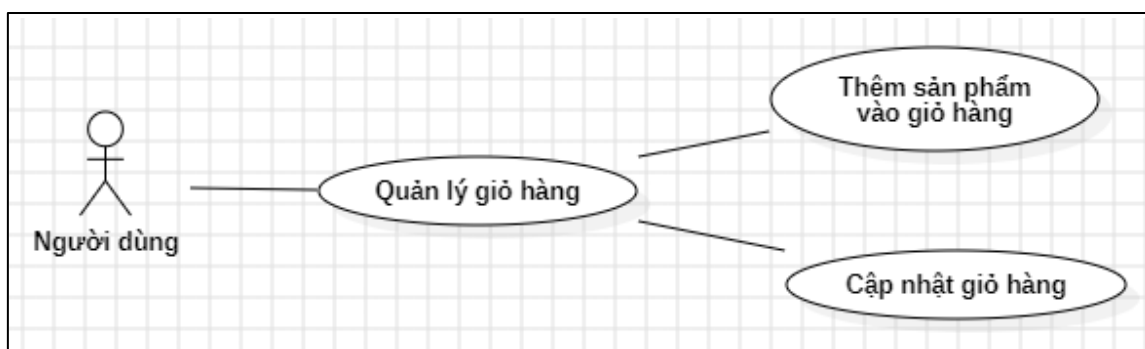 Thêm sản phẩm
vào giỏ hàng
Quản lý giỏ hàng
Người dùng
Cập nhật giỏ hàng